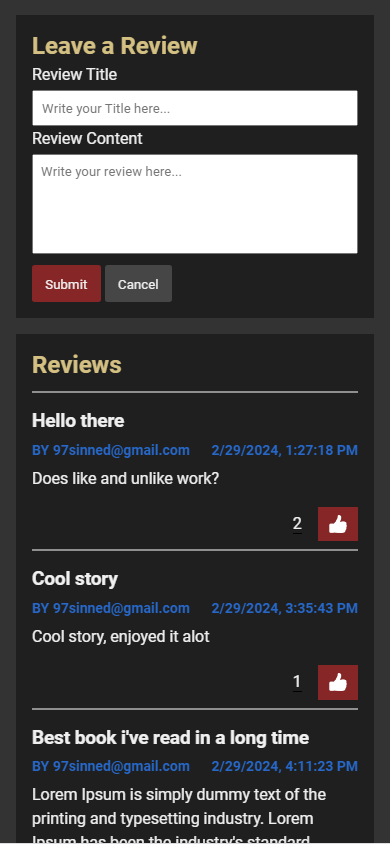 Leave a Review
Review Title
Write your Title here...
Review Content
Write your review here...
Submit Cancel
Reviews
Hello there
BY 97sinned@gmail.com 2/29/2024, 1:27:18 PM
Does like and unlike work?
2
Cool story
BY 97sinned@gmail.com 2/29/2024, 3:35:43 PM
Cool story, enjoyed it alot
1
Best book i've read in a long time
BY 97sinned@gmail.com 2/29/2024, 4:11:23 PM
Lorem Ipsum is simply dummy text of the
printing and typesetting industry. Lorem
Ipsum has been the industry's standard